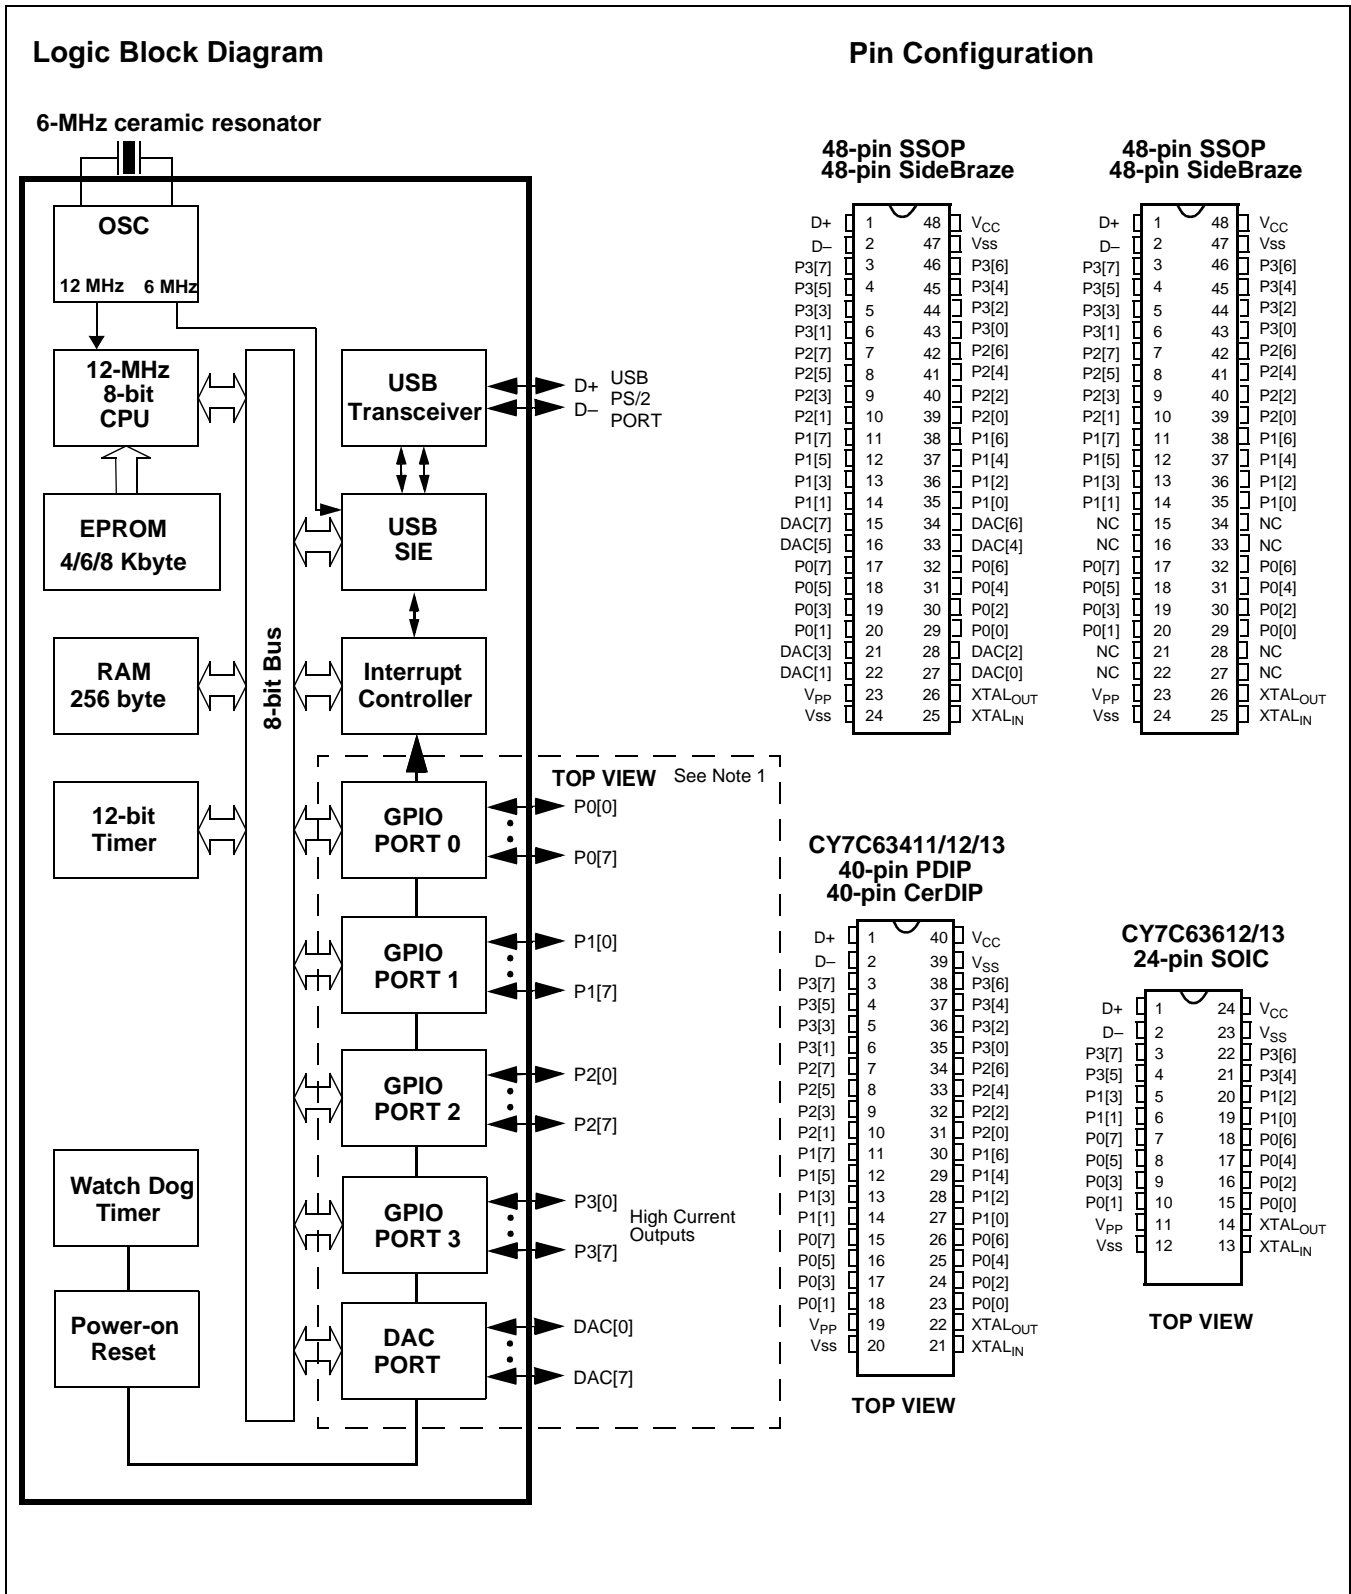 Logic Block Diagram
Pin Configuration
6-MHz ceramic resonator
OSC
12 MHz 6 MHz
12-MHz
8-bit
CPU
EPROM
4/6/8 Kbyte
RAM
256 byte
12-bit
Timer
Watch Dog
Timer
Power-on
Reset
8-bit Bus
USB
Transceiver
D+
D–
USB
PS/2
PORT
USB
SIE
Interrupt
Controller
TOP VIEW See Note 1
GPIO
PORT 0
P0[0]
P0[7]
GPIO
PORT 1
P1[0]
P1[7]
GPIO
PORT 2
P2[0]
P2[7]
GPIO
PORT 3
P3[0]
P3[7]
High Current
Outputs
DAC
PORT
DAC[0]
DAC[7]
48-pin SSOP
48-pin SideBraze
D+ 1 48 VCC
D– 2 47 Vss
P3[7] 3 46 P3[6]
P3[5] 4 45 P3[4]
P3[3] 5 44 P3[2]
P3[1] 6 43 P3[0]
P2[7] 7 42 P2[6]
P2[5] 8 41 P2[4]
P2[3] 9 40 P2[2]
P2[1] 10 39 P2[0]
P1[7] 11 38 P1[6]
P1[5] 12 37 P1[4]
P1[3] 13 36 P1[2]
P1[1] 14 35 P1[0]
DAC[7] 15 34 DAC[6]
DAC[5] 16 33 DAC[4]
P0[7] 17 32 P0[6]
P0[5] 18 31 P0[4]
P0[3] 19 30 P0[2]
P0[1] 20 29 P0[0]
DAC[3] 21 28 DAC[2]
DAC[1] 22 27 DAC[0]
VPP 23 26 XTALOUT
Vss 24 25 XTALIN
48-pin SSOP
48-pin SideBraze
D+ 1 48 VCC
D– 2 47 Vss
P3[7] 3 46 P3[6]
P3[5] 4 45 P3[4]
P3[3] 5 44 P3[2]
P3[1] 6 43 P3[0]
P2[7] 7 42 P2[6]
P2[5] 8 41 P2[4]
P2[3] 9 40 P2[2]
P2[1] 10 39 P2[0]
P1[7] 11 38 P1[6]
P1[5] 12 37 P1[4]
P1[3] 13 36 P1[2]
P1[1] 14 35 P1[0]
NC 15 34 NC
NC 16 33 NC
P0[7] 17 32 P0[6]
P0[5] 18 31 P0[4]
P0[3] 19 30 P0[2]
P0[1] 20 29 P0[0]
NC 21 28 NC
NC 22 27 NC
VPP 23 26 XTALOUT
Vss 24 25 XTALIN
CY7C63411/12/13
40-pin PDIP
40-pin CerDIP
D+ 1 40 VCC
D– 2 39 VSS
P3[7] 3 38 P3[6]
P3[5] 4 37 P3[4]
P3[3] 5 36 P3[2]
P3[1] 6 35 P3[0]
P2[7] 7 34 P2[6]
P2[5] 8 33 P2[4]
P2[3] 9 32 P2[2]
P2[1] 10 31 P2[0]
P1[7] 11 30 P1[6]
P1[5] 12 29 P1[4]
P1[3] 13 28 P1[2]
P1[1] 14 27 P1[0]
P0[7] 15 26 P0[6]
P0[5] 16 25 P0[4]
P0[3] 17 24 P0[2]
P0[1] 18 23 P0[0]
VPP 19 22 XTALOUT
Vss 20 21 XTALIN
TOP VIEW
CY7C63612/13
24-pin SOIC
D+ 1 24 VCC
D– 2 23 VSS
P3[7] 3 22 P3[6]
P3[5] 4 21 P3[4]
P1[3] 5 20 P1[2]
P1[1] 6 19 P1[0]
P0[7] 7 18 P0[6]
P0[5] 8 17 P0[4]
P0[3] 9 16 P0[2]
P0[1] 10 15 P0[0]
VPP 11 14 XTALOUT
Vss 12 13 XTALIN
TOP VIEW